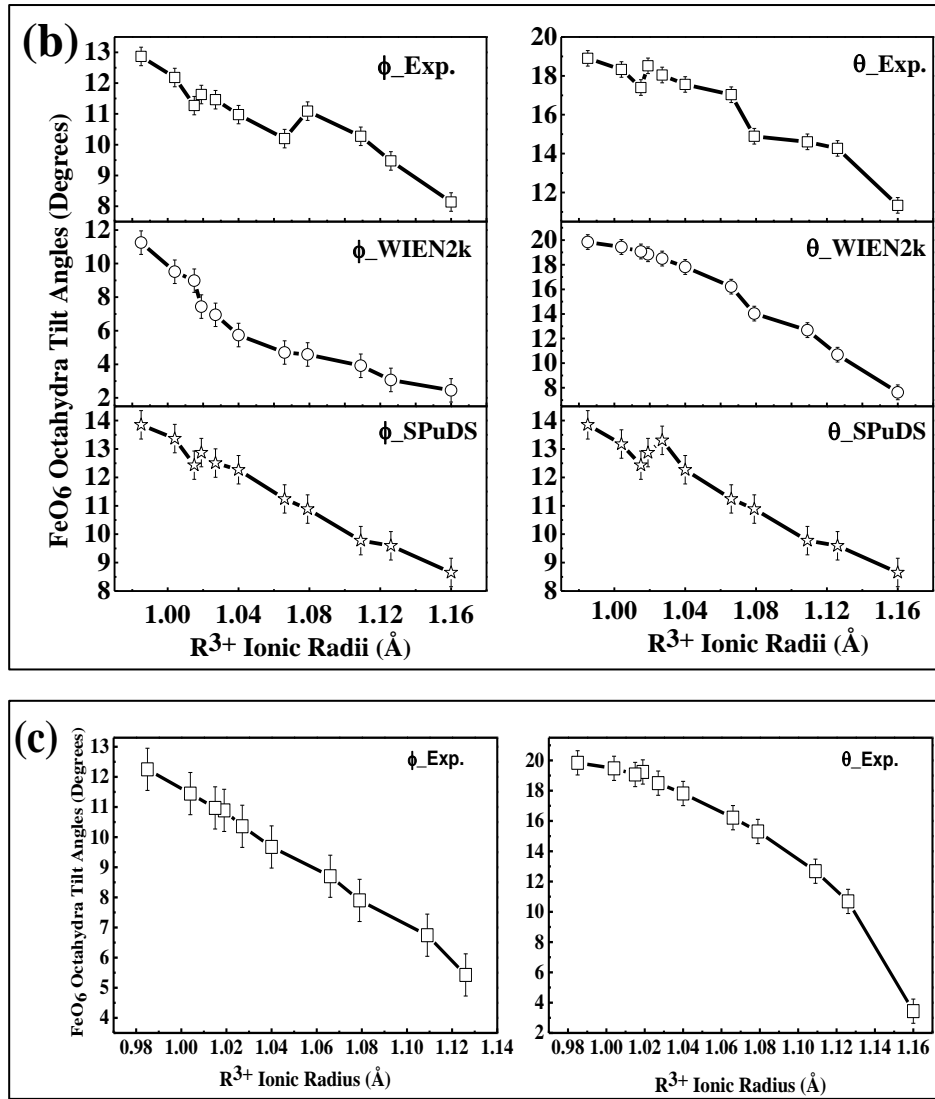 (b)
FeO6 Octahydra Tilt Angles (Degrees)
ϕ_Exp.
13
12
11
10
9
8
θ_Exp.
20
18
16
14
12
ϕ_WIEN2k
12
10
8
6
4
2
θ_WIEN2k
20
18
16
14
12
10
8
ϕ_SPuDS
14
13
12
11
10
9
8
θ_SPuDS
14
13
12
11
10
9
8
1.00 1.04 1.08 1.12 1.16
1.00 1.04 1.08 1.12 1.16
R3+ Ionic Radii (Å)
R3+ Ionic Radii (Å)
(c)
FeO6 Octahydra Tilt Angles (Degrees)
ϕ_Exp.
13
12
11
10
9
8
7
6
5
4
θ_Exp.
20
18
16
14
12
10
8
6
4
2
0.98 1.00 1.02 1.04 1.06 1.08 1.10 1.12 1.14
0.98 1.00 1.02 1.04 1.06 1.08 1.10 1.12 1.14 1.16
R3+ Ionic Radius (Å)
R3+ Ionic Radius (Å)